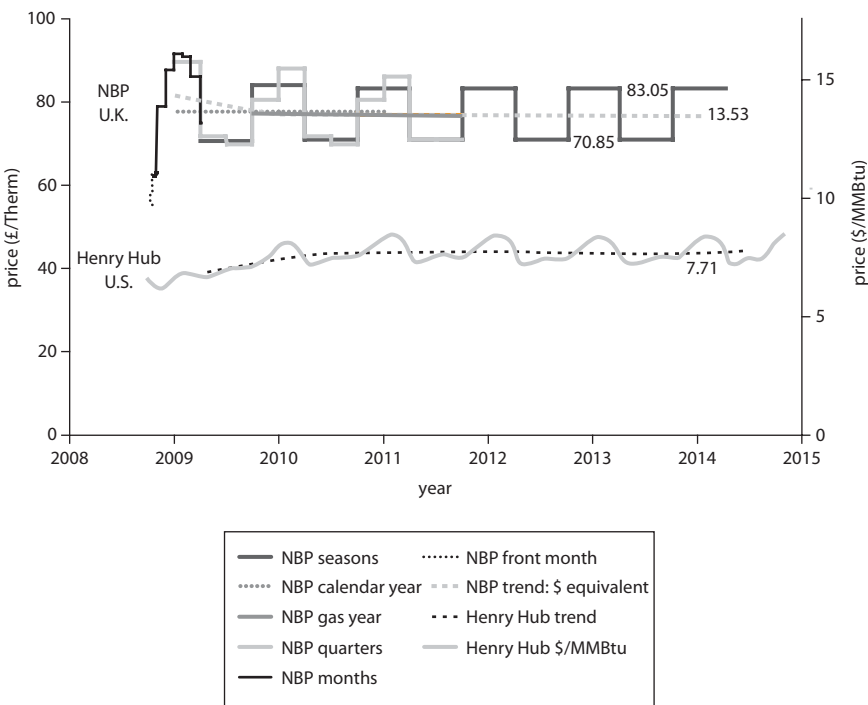 100
80
60
40
20
0
price (£/Therm)
15
10
5
0
price ($/MMBtu)
NBP
U.K.
83.05
13.53
70.85
Henry Hub
U.S.
7.71
2008
2009
2010
2011
2012
2013
2014
2015
year
NBP seasons
NBP front month
NBP calendar year
NBP trend: $ equivalent
NBP gas year
Henry Hub trend
NBP quarters
Henry Hub $/MMBtu
NBP months